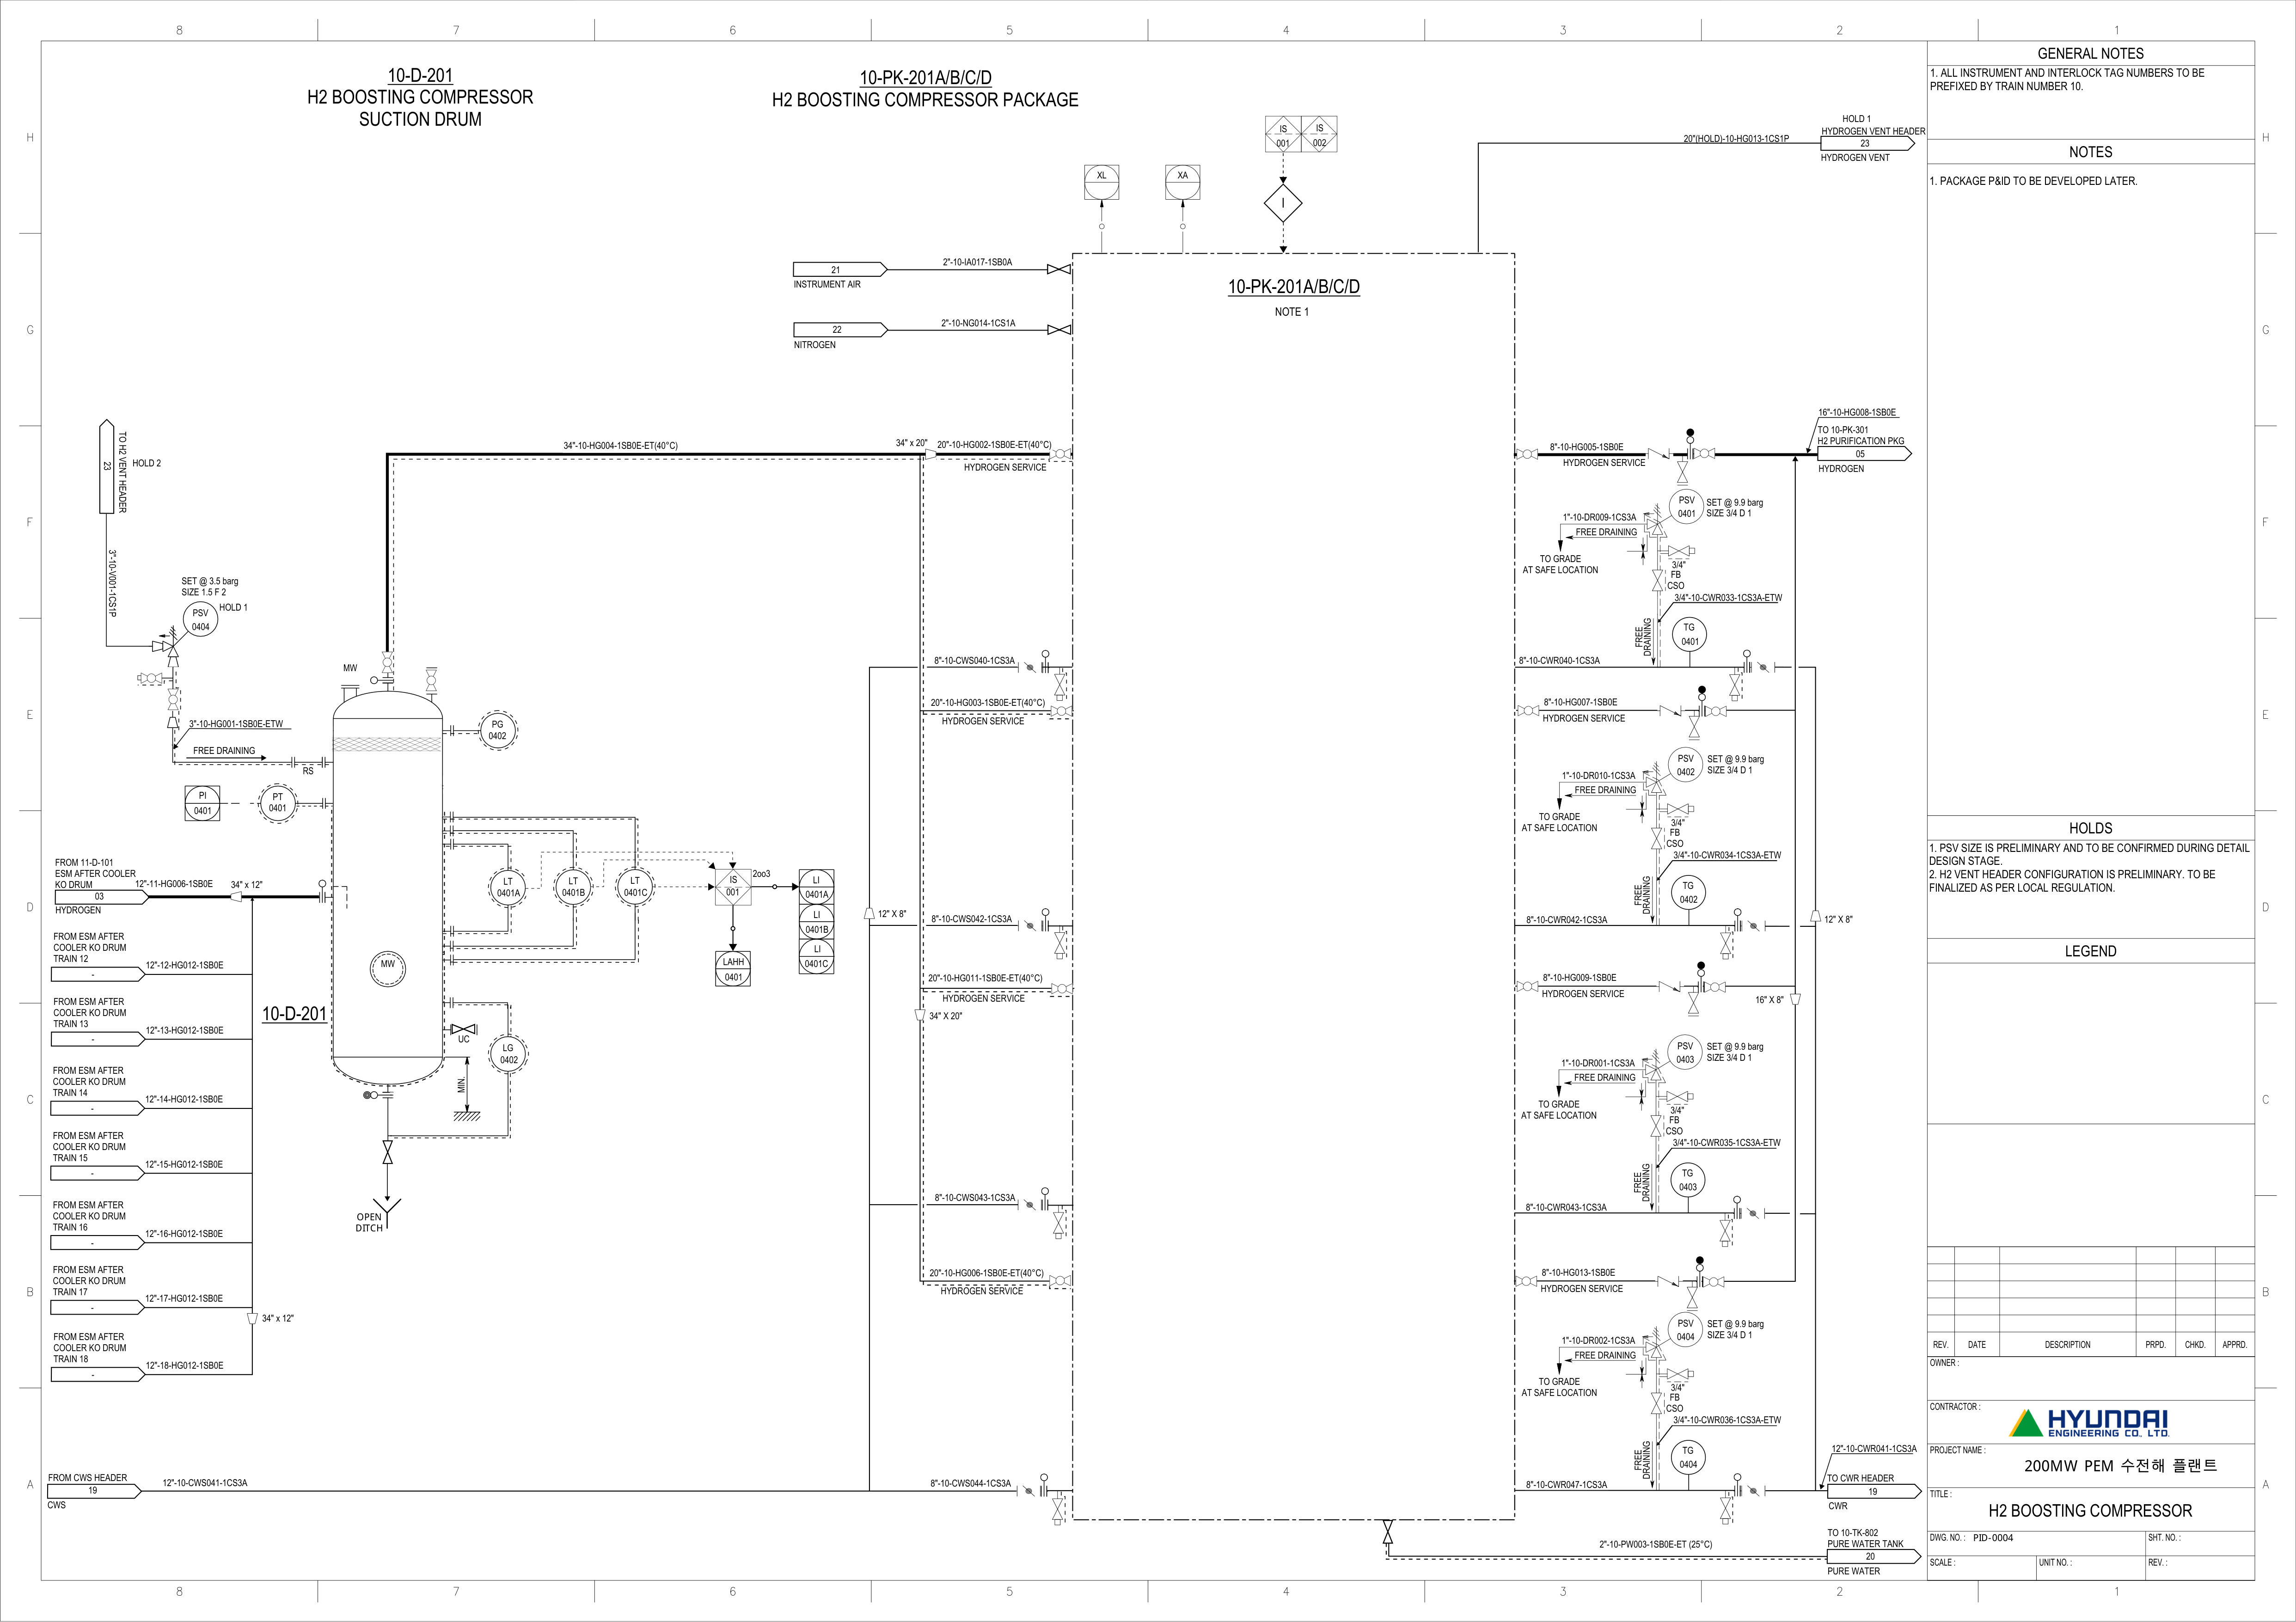 8
7
6
5
4
3
2
1
H
G
F
E
D
C
B
A
10-D-201
H2 BOOSTING COMPRESSOR
SUCTION DRUM
10-PK-201A/B/C/D
H2 BOOSTING COMPRESSOR PACKAGE
XL
XA
IS
001
IS
002
I
20"(HOLD)-10-HG013-1CS1P
HOLD 1
HYDROGEN VENT HEADER
23
HYDROGEN VENT
21
INSTRUMENT AIR
2"-10-IA017-1SB0A
22
NITROGEN
2"-10-NG014-1CS1A
10-PK-201A/B/C/D
NOTE 1
TO H2 VENT HEADER
23
HOLD 2
3"-10-V001-1CS1P
SET @ 3.5 barg
SIZE 1.5 F 2
PSV
0404
HOLD 1
3"-10-HG001-1SB0E-ETW
FREE DRAINING
RS
PI
0401
PT
0401
MW
PG
0402
34"-10-HG004-1SB0E-ET(40°C)
34" x 20"
20"-10-HG002-1SB0E-ET(40°C)
HYDROGEN SERVICE
FROM 11-D-101
ESM AFTER COOLER
KO DRUM
03
HYDROGEN
12"-11-HG006-1SB0E
34" x 12"
FROM ESM AFTER
COOLER KO DRUM
TRAIN 12
-
12"-12-HG012-1SB0E
FROM ESM AFTER
COOLER KO DRUM
TRAIN 13
-
12"-13-HG012-1SB0E
FROM ESM AFTER
COOLER KO DRUM
TRAIN 14
-
12"-14-HG012-1SB0E
FROM ESM AFTER
COOLER KO DRUM
TRAIN 15
-
12"-15-HG012-1SB0E
FROM ESM AFTER
COOLER KO DRUM
TRAIN 16
-
12"-16-HG012-1SB0E
FROM ESM AFTER
COOLER KO DRUM
TRAIN 17
-
12"-17-HG012-1SB0E
34" x 12"
FROM ESM AFTER
COOLER KO DRUM
TRAIN 18
-
12"-18-HG012-1SB0E
FROM CWS HEADER
19
CWS
12"-10-CWS041-1CS3A
MW
10-D-201
LT
0401A
LT
0401B
LT
0401C
IS
001
2oo3
LI
0401A
LI
0401B
LI
0401C
LAHH
0401
UC
LG
0402
MIN.
OPEN
DITCH
8"-10-CWS040-1CS3A
20"-10-HG003-1SB0E-ET(40°C)
HYDROGEN SERVICE
12" X 8"
8"-10-CWS042-1CS3A
20"-10-HG011-1SB0E-ET(40°C)
HYDROGEN SERVICE
34" X 20"
8"-10-CWS043-1CS3A
20"-10-HG006-1SB0E-ET(40°C)
HYDROGEN SERVICE
8"-10-CWS044-1CS3A
8"-10-HG005-1SB0E
HYDROGEN SERVICE
16"-10-HG008-1SB0E
TO 10-PK-301
H2 PURIFICATION PKG
05
HYDROGEN
PSV
0401
SET @ 9.9 barg
SIZE 3/4 D 1
1"-10-DR009-1CS3A
FREE DRAINING
TO GRADE
AT SAFE LOCATION
3/4"
FB
CSO
3/4"-10-CWR033-1CS3A-ETW
FREE
DRAINING
TG
0401
8"-10-CWR040-1CS3A
8"-10-HG007-1SB0E
HYDROGEN SERVICE
PSV
0402
SET @ 9.9 barg
SIZE 3/4 D 1
1"-10-DR010-1CS3A
FREE DRAINING
TO GRADE
AT SAFE LOCATION
3/4"
FB
CSO
3/4"-10-CWR034-1CS3A-ETW
FREE
DRAINING
TG
0402
8"-10-CWR042-1CS3A
12" X 8"
8"-10-HG009-1SB0E
HYDROGEN SERVICE
16" X 8"
PSV
0403
SET @ 9.9 barg
SIZE 3/4 D 1
1"-10-DR001-1CS3A
FREE DRAINING
TO GRADE
AT SAFE LOCATION
3/4"
FB
CSO
3/4"-10-CWR035-1CS3A-ETW
FREE
DRAINING
TG
0403
8"-10-CWR043-1CS3A
8"-10-HG013-1SB0E
HYDROGEN SERVICE
PSV
0404
SET @ 9.9 barg
SIZE 3/4 D 1
1"-10-DR002-1CS3A
FREE DRAINING
TO GRADE
AT SAFE LOCATION
3/4"
FB
CSO
3/4"-10-CWR036-1CS3A-ETW
FREE
DRAINING
TG
0404
8"-10-CWR047-1CS3A
12"-10-CWR041-1CS3A
TO CWR HEADER
19
CWR
2"-10-PW003-1SB0E-ET (25°C)
TO 10-TK-802
PURE WATER TANK
20
PURE WATER
GENERAL NOTES
1. ALL INSTRUMENT AND INTERLOCK TAG NUMBERS TO BE
PREFIXED BY TRAIN NUMBER 10.
NOTES
1. PACKAGE P&ID TO BE DEVELOPED LATER.
HOLDS
1. PSV SIZE IS PRELIMINARY AND TO BE CONFIRMED DURING DETAIL
DESIGN STAGE.
2. H2 VENT HEADER CONFIGURATION IS PRELIMINARY. TO BE
FINALIZED AS PER LOCAL REGULATION.
LEGEND
REV. DATE DESCRIPTION PRPD. CHKD. APPRD.
OWNER :
CONTRACTOR :
HYUNDAI
ENGINEERING CO., LTD.
PROJECT NAME :
200MW PEM 수전해 플랜트
TITLE :
H2 BOOSTING COMPRESSOR
DWG. NO. : PID-0004 SHT. NO. :
SCALE : UNIT NO. : REV. :
8
7
6
5
4
3
2
1
H
G
F
E
D
C
B
A